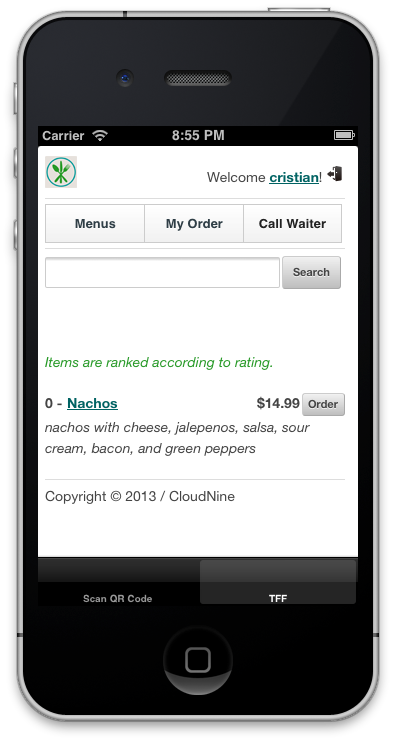 Carrier 8:55 PM
Welcome cristian!
Menus My Order Call Waiter
Search
Items are ranked according to rating.
0 - Nachos $14.99 Order
nachos with cheese, jalepenos, salsa, sour
cream, bacon, and green peppers
Copyright © 2013 / CloudNine
Scan QR Code TFF